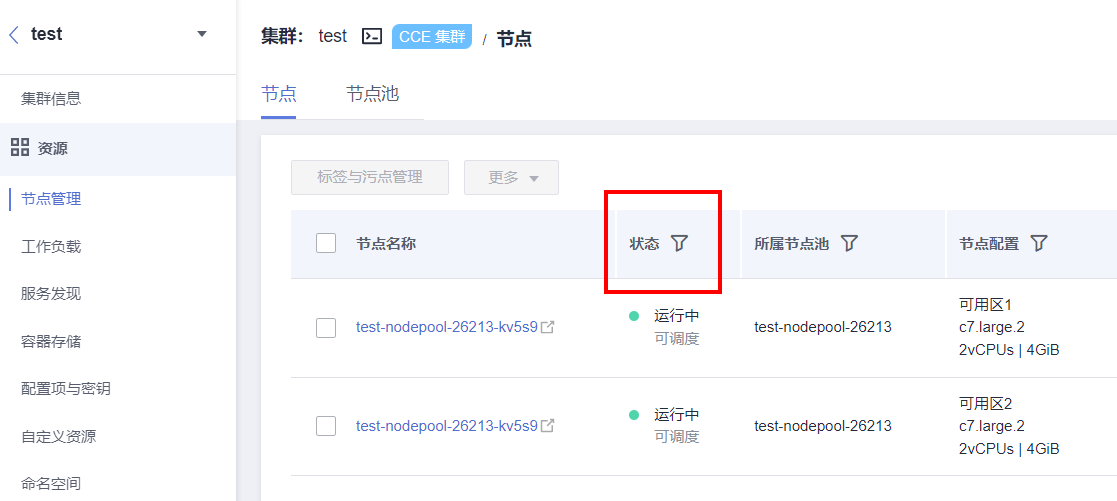 test
集群信息
资源
节点管理
工作负载
服务发现
容器存储
配置项与密钥
自定义资源
命名空间
集群： test CCE 集群 / 节点
节点 节点池
标签与污点管理 更多
节点名称 状态 所属节点池 节点配置
test-nodepool-26213-kv5s9 运行中 可调度 test-nodepool-26213 可用区1
c7.large.2
2vCPUs | 4GiB
test-nodepool-26213-kv5s9 运行中 可调度 test-nodepool-26213 可用区2
c7.large.2
2vCPUs | 4GiB